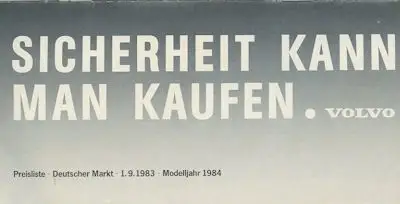 SICHERHEIT KANN
MAN KAUFEN. VOLVO
Preisliste · Deutscher Markt · 1.9.1983 · Modelljahr 1984